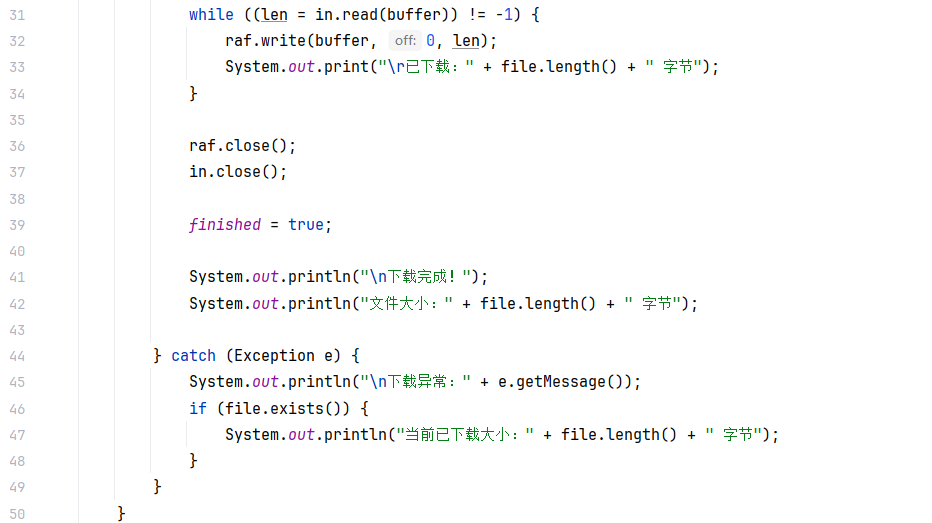 31 while ((len = in.read(buffer)) != -1) {
32 raf.write(buffer, off: 0, len);
33 System.out.print("\r已下载：" + file.length() + " 字节");
34 }
35
36 raf.close();
37 in.close();
38
39 finished = true;
40
41 System.out.println("\n下载完成！");
42 System.out.println("文件大小：" + file.length() + " 字节");
43
44 } catch (Exception e) {
45 System.out.println("\n下载异常：" + e.getMessage());
46 if (file.exists()) {
47 System.out.println("当前已下载大小：" + file.length() + " 字节");
48 }
49 }
50 }